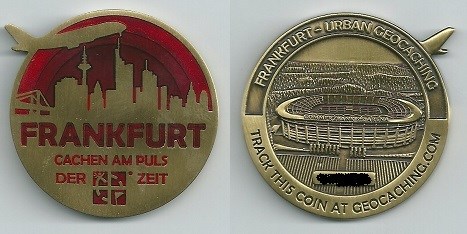 FRANKFURT
CACHEN AM PULS
DER ZEIT
FRANKFURT - URBAN GEOCACHING
TRACK THIS COIN AT GEOCACHING.COM